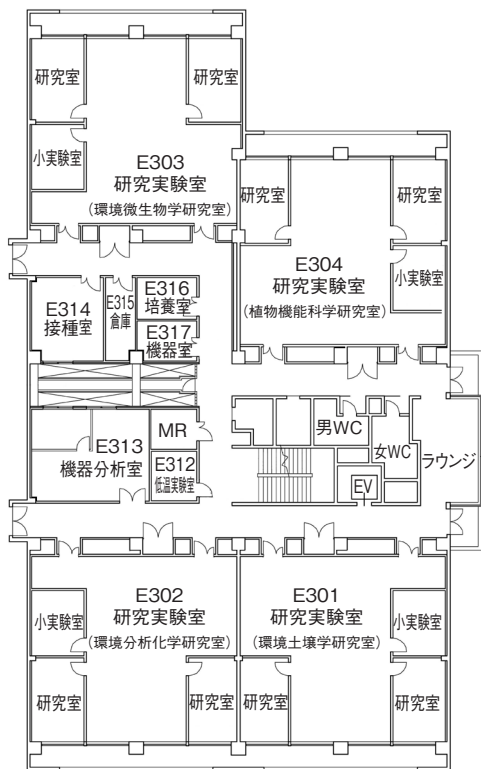 研究室
研究室
小実験室
E303
研究実験室
（環境微生物学研究室）
研究室
研究室
E304
研究実験室
（植物機能科学研究室）
小実験室
E314
接種室
E315
倉庫
E316
培養室
E317
機器室
E313
機器分析室
MR
E312
低温実験室
男WC
女WC
EV
ラウンジ
E302
研究実験室
（環境分析化学研究室）
小実験室
研究室
研究室
E301
研究実験室
（環境土壌学研究室）
小実験室
研究室
研究室